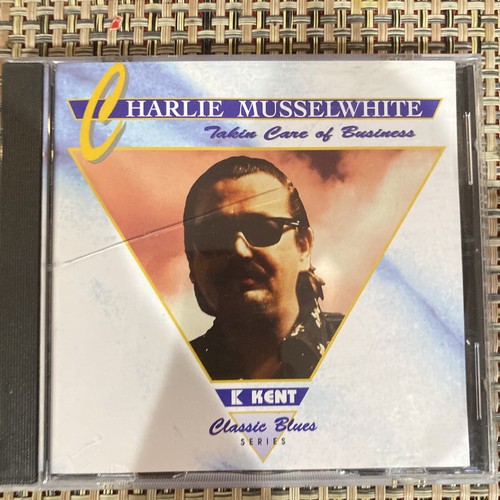 CHARLIE MUSSELWHITE
Takin Care of Business
K KENT
Classic Blues
SERIES